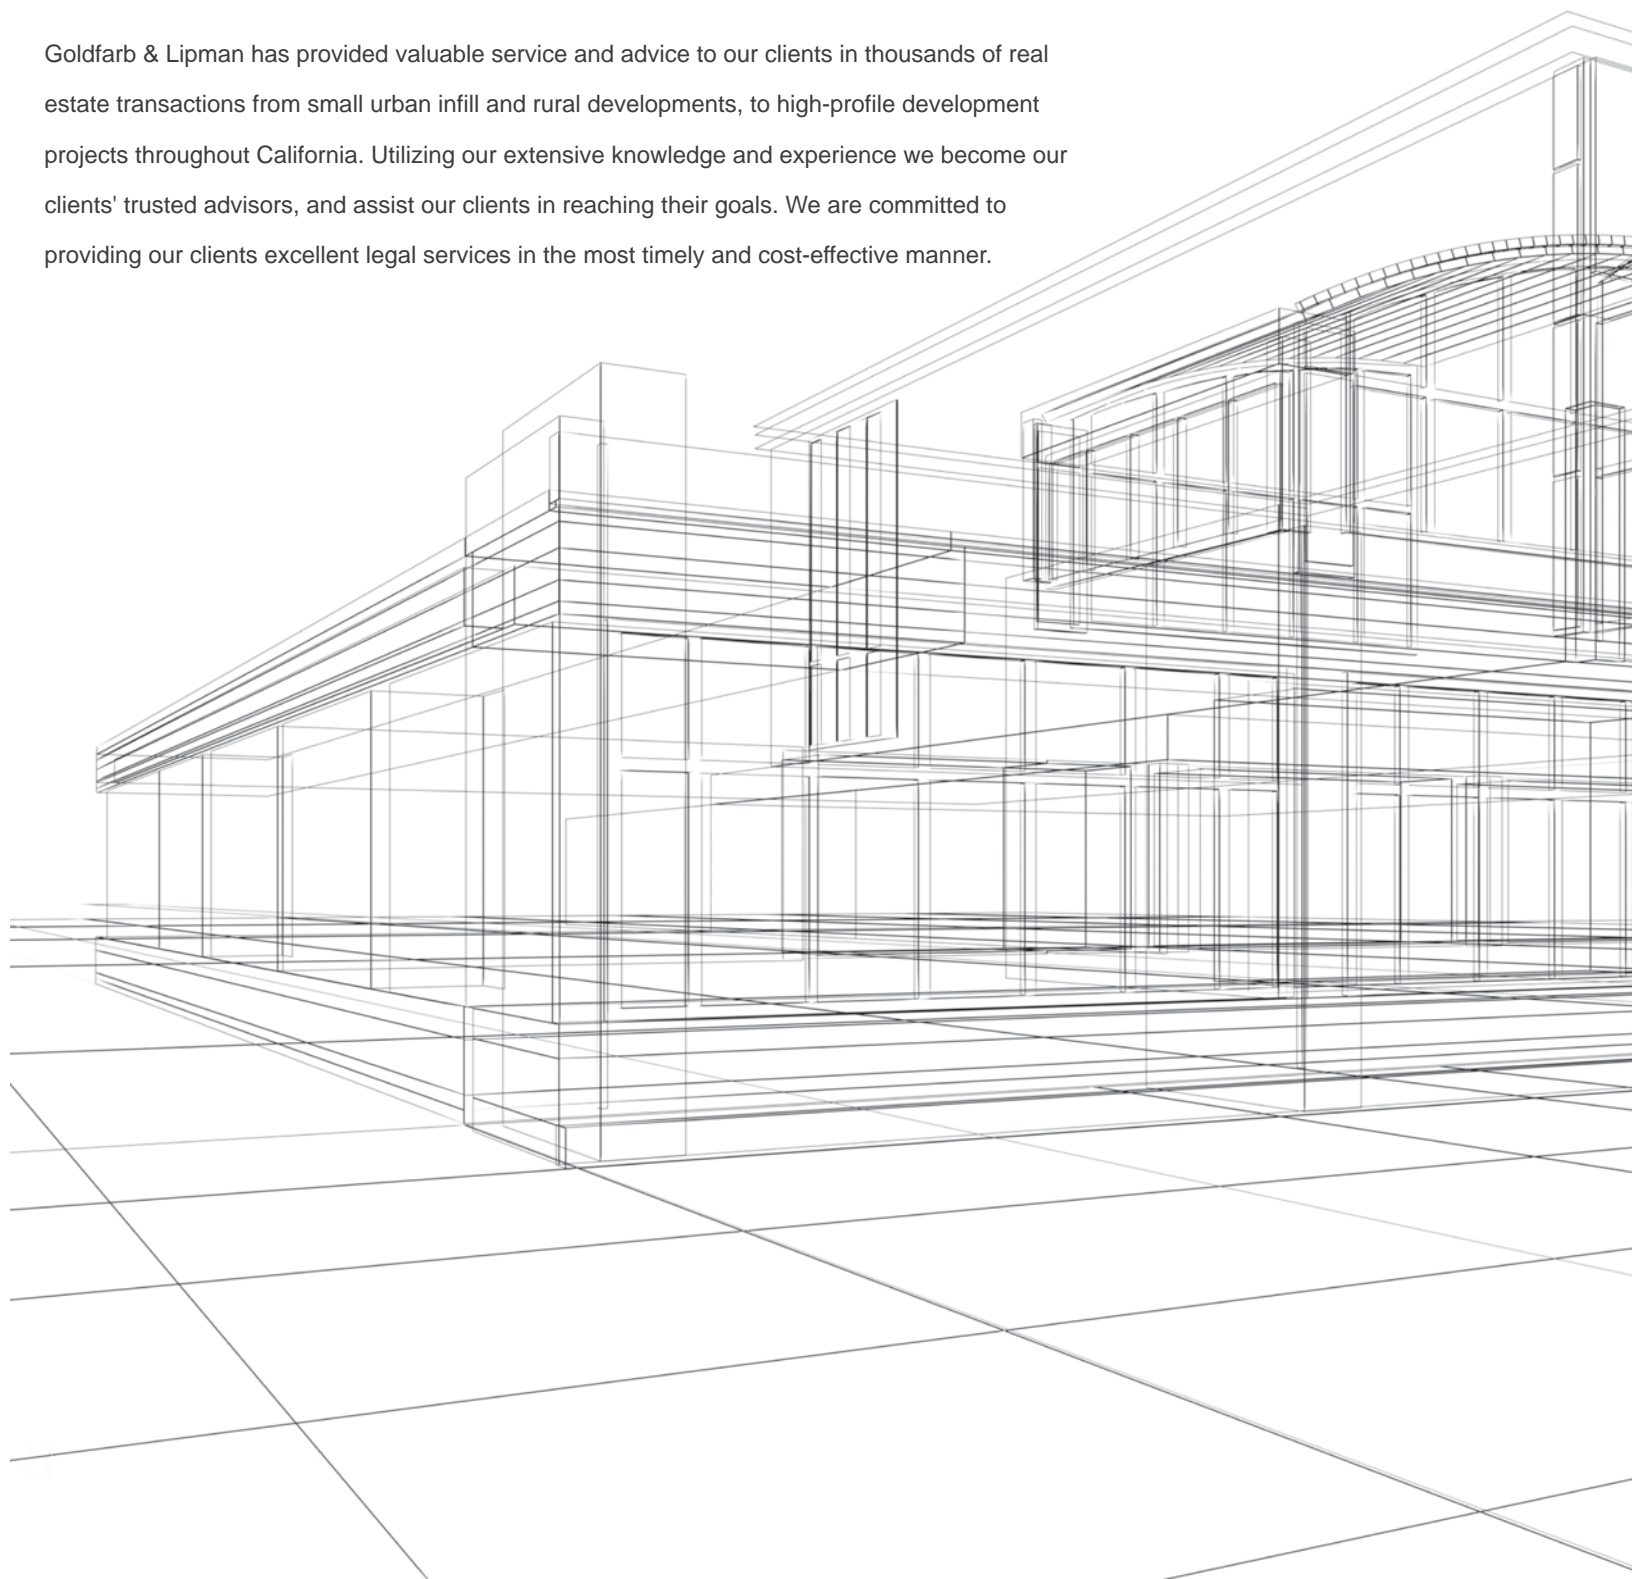 Goldfarb & Lipman has provided valuable service and advice to our clients in thousands of real
estate transactions from small urban infill and rural developments, to high-profile development
projects throughout California. Utilizing our extensive knowledge and experience we become our
clients' trusted advisors, and assist our clients in reaching their goals. We are committed to
providing our clients excellent legal services in the most timely and cost-effective manner.